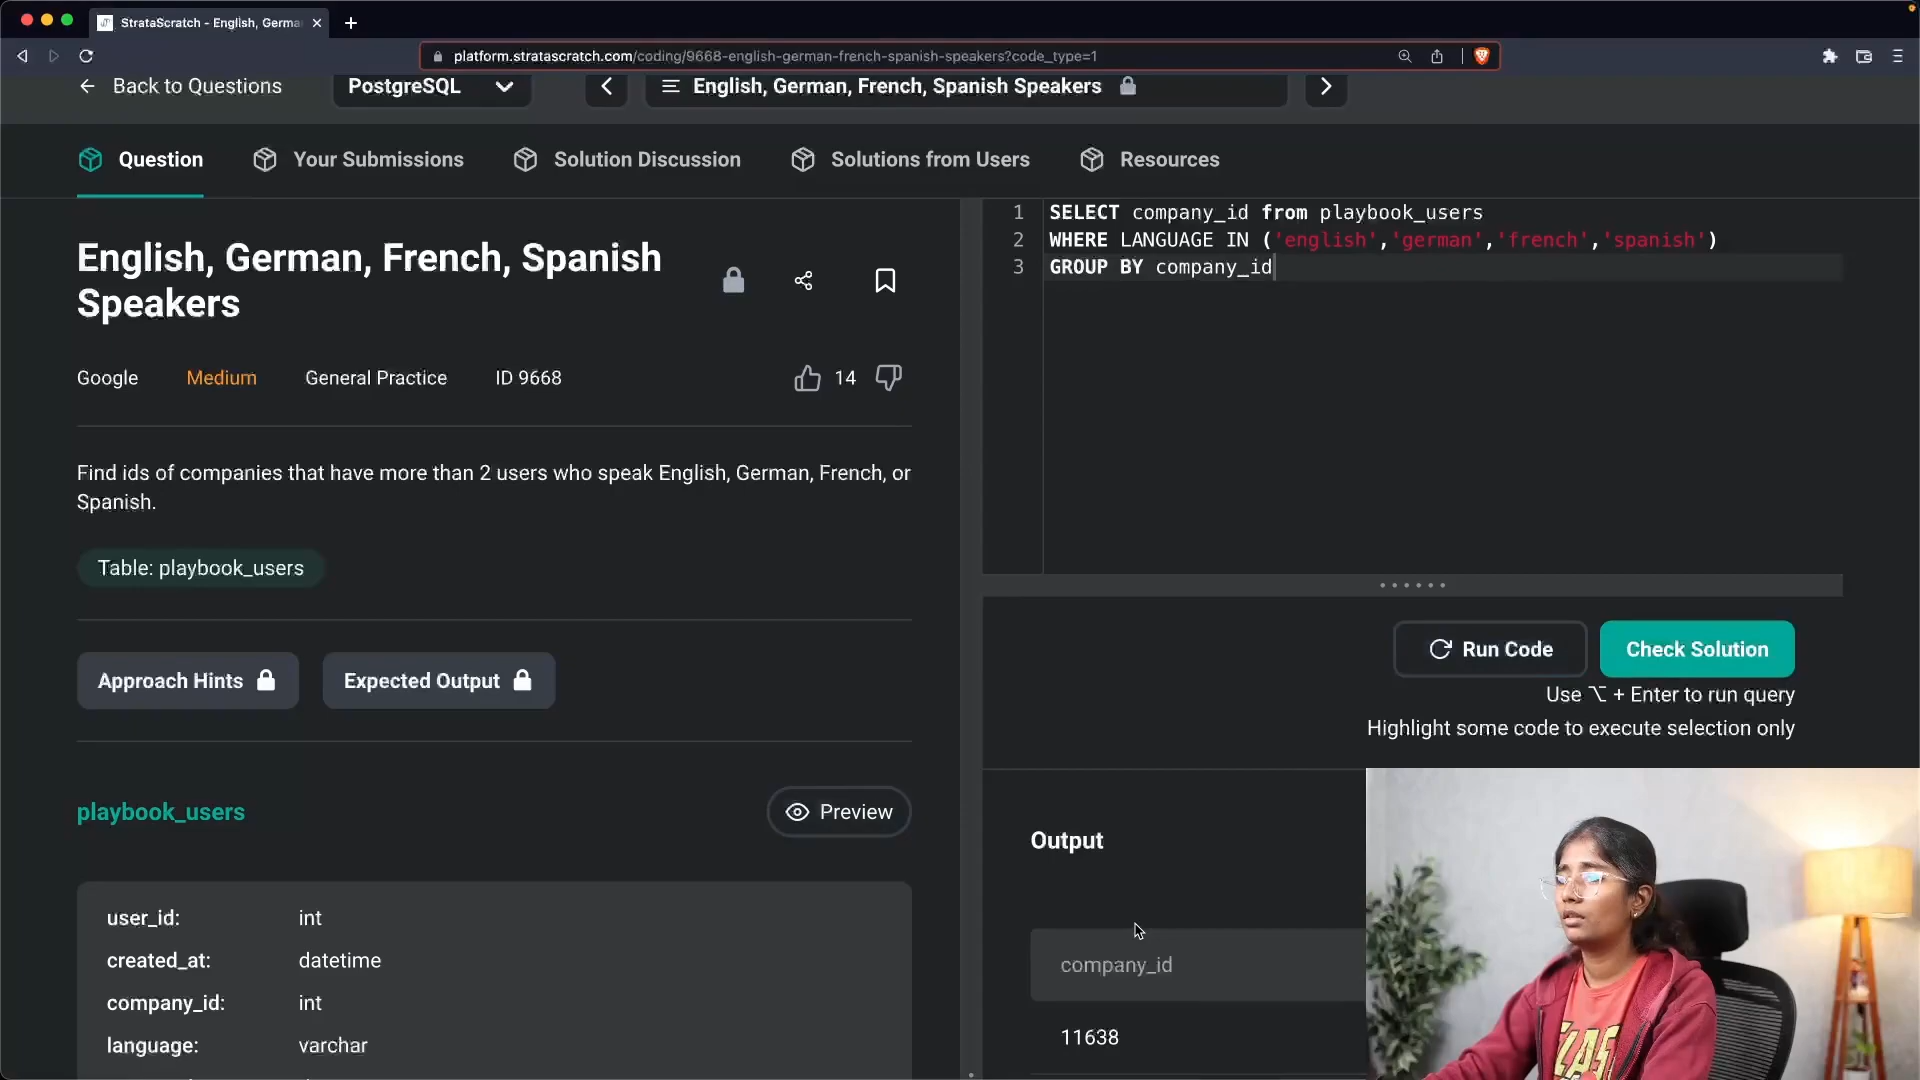 StrataScratch - English, Germa
platform.stratascratch.com/coding/9668-english-german-french-spanish-speakers?code_type=1
Back to Questions
PostgreSQL
English, German, French, Spanish Speakers
Question
Your Submissions
Solution Discussion
Solutions from Users
Resources
English, German, French, Spanish
Speakers
Google
Medium
General Practice
ID 9668
14
Find ids of companies that have more than 2 users who speak English, German, French, or
Spanish.
Table: playbook_users
Approach Hints
Expected Output
playbook_users
Preview
user_id: int
created_at: datetime
company_id: int
language: varchar
1 SELECT company_id from playbook_users
2 WHERE LANGUAGE IN ('english','german','french','spanish')
3 GROUP BY company_id
Run Code
Check Solution
Use ⌥ + Enter to run query
Highlight some code to execute selection only
Output
company_id
11638